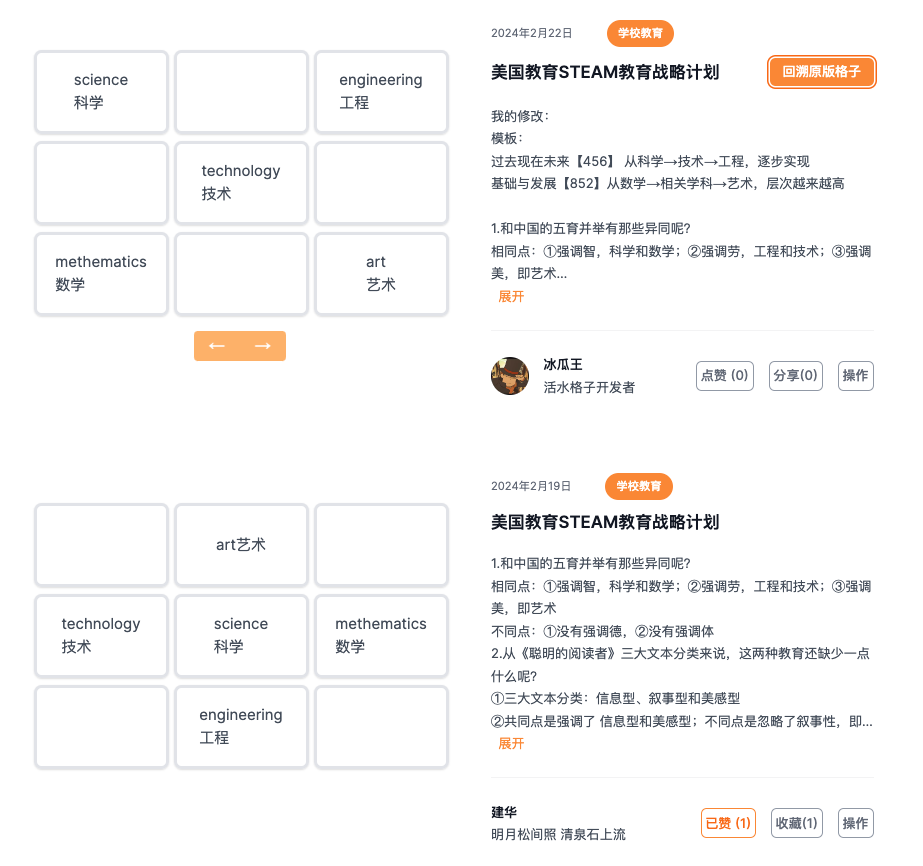 science
科学
engineering
工程
technology
技术
methematics
数学
art
艺术
← →
2024年2月22日
学校教育
美国教育STEAM教育战略计划
回溯原版格子
我的修改：
模板：
过去现在未来【456】 从科学→技术→工程，逐步实现
基础与发展【852】从数学→相关学科→艺术，层次越来越高
1.和中国的五育并举有那些异同呢?
相同点：①强调智，科学和数学；②强调劳，工程和技术；③强调
美，即艺术...
展开
冰瓜王
活水格子开发者
点赞 (0)
分享(0)
操作
art艺术
technology
技术
science
科学
methematics
数学
engineering
工程
2024年2月19日
学校教育
美国教育STEAM教育战略计划
1.和中国的五育并举有那些异同呢?
相同点：①强调智，科学和数学；②强调劳，工程和技术；③强调
美，即艺术
不同点：①没有强调德，②没有强调体
2.从《聪明的阅读者》三大文本分类来说，这两种教育还缺少一点
什么呢?
①三大文本分类：信息型、叙事型和美感型
②共同点是强调了 信息型和美感型；不同点是忽略了叙事性，即...
展开
建华
明月松间照 清泉石上流
已赞 (1)
收藏(1)
操作